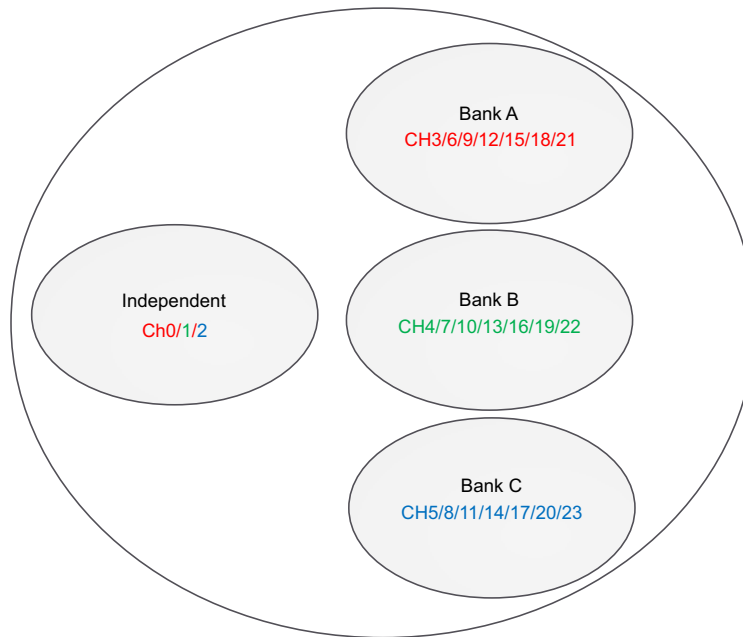 Bank A
CH3/6/9/12/15/18/21
Independent
Ch0/1/2
Bank B
CH4/7/10/13/16/19/22
Bank C
CH5/8/11/14/17/20/23